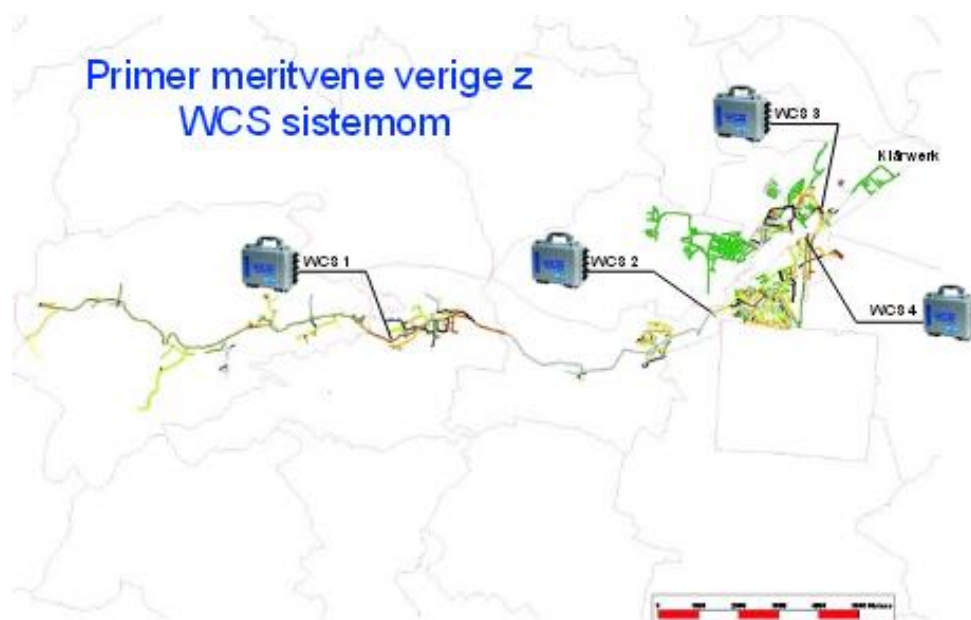 Primer meritvene verige z
WCS sistemom
WCS 3
Klärwerk
WCS 1
WCS 2
WCS 4